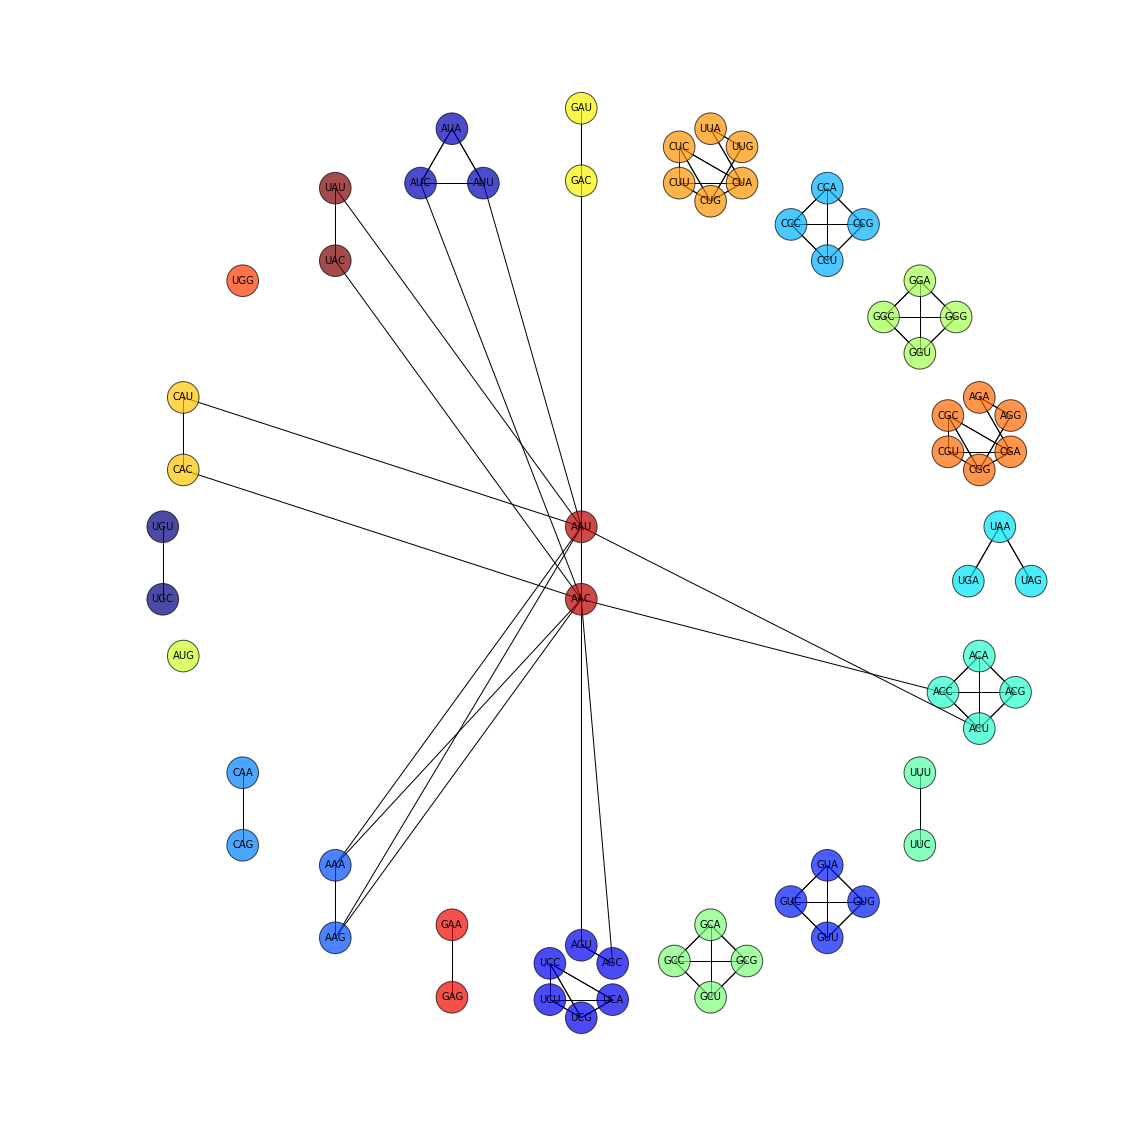 GAU
AUA UUA
CUC UUG
GAC
AUC AUU CUU CUA
UAU CCA
CUG
CCC CCG
UAC CCU
UGG GGA
GGC GGG
GGU
CAU AGA
CGC AGG
CGU CGA
CAC CGG
UGU AAU UAA
UGA UAG
UGC AAC
AUG ACA
ACC ACG
ACU
CAA UUU
CAG UUC
AAA GUA
GUC GUG
GAA GCA
AAG GUU
AGU
UCC AGC GCC GCG
GAG UCU UCA GCU
UCG